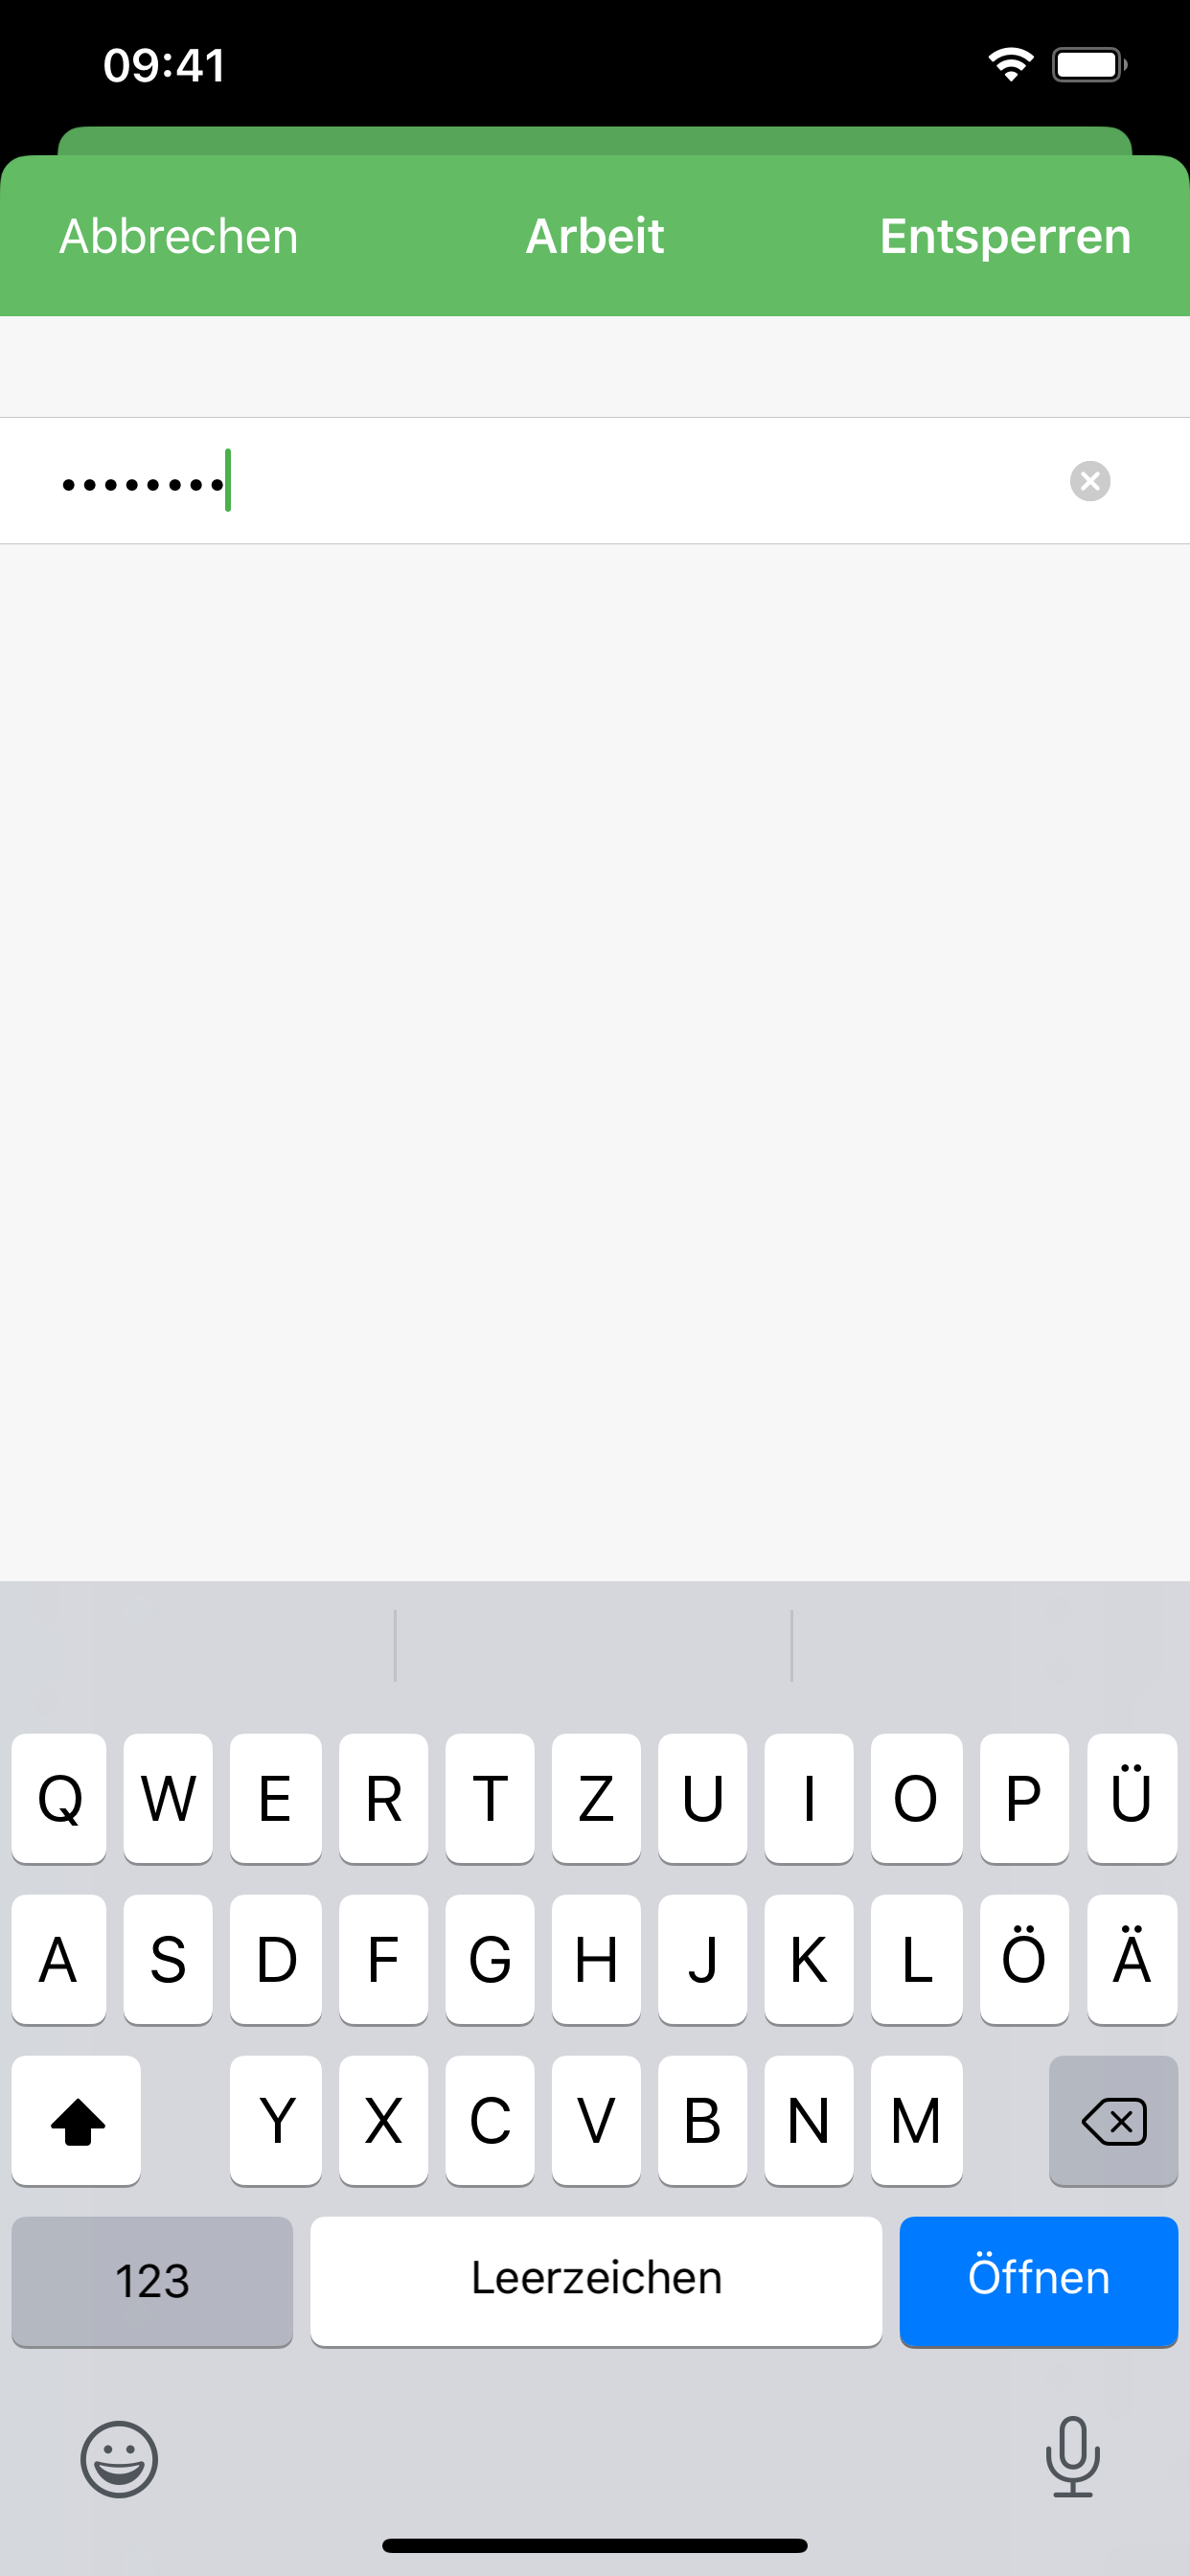 09:41
Abbrechen Arbeit Entsperren
••••••••
Q W E R T Z U I O P Ü
A S D F G H J K L Ö Ä
Y X C V B N M
123 Leerzeichen Öffnen